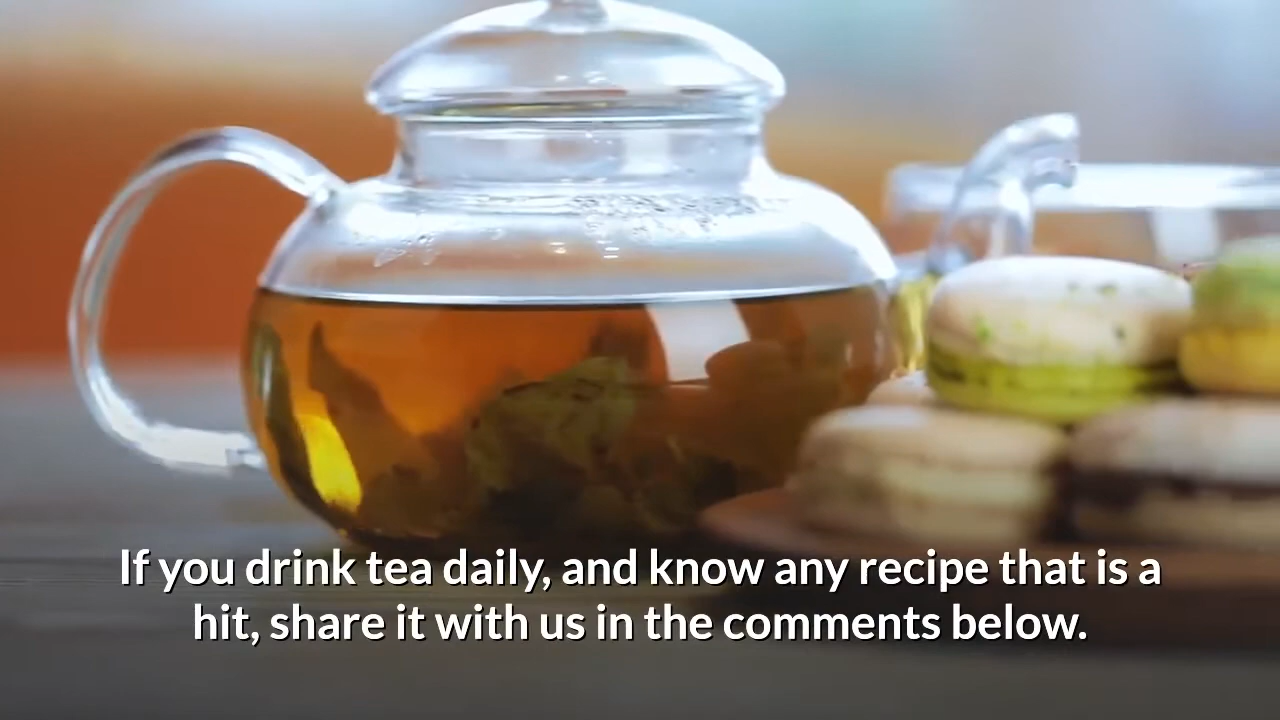 If you drink tea daily, and know any recipe that is a
hit, share it with us in the comments below.